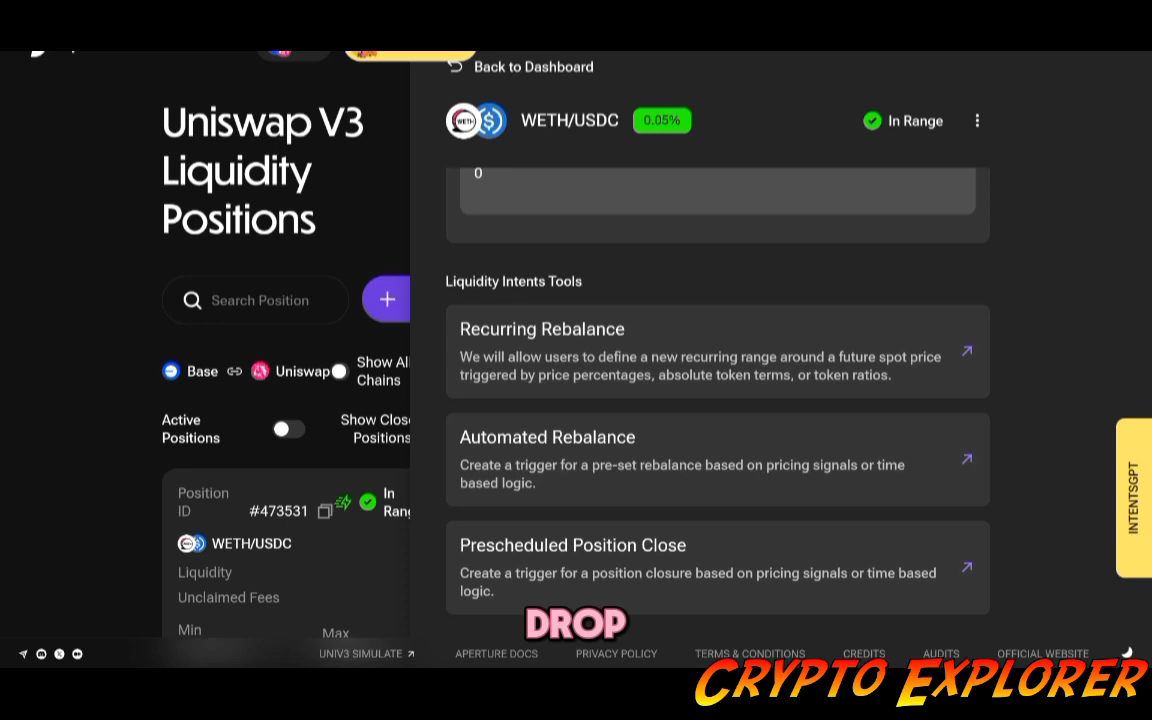 Back to Dashboard
WETH/USDC
0.05%
In Range
0
Liquidity Intents Tools
Recurring Rebalance
We will allow users to define a new recurring range around a future spot price
triggered by price percentages, absolute token terms, or token ratios.
Automated Rebalance
Create a trigger for a pre-set rebalance based on pricing signals or time
based logic.
Prescheduled Position Close
Create a trigger for a position closure based on pricing signals or time based
logic.
Uniswap V3
Liquidity
Positions
Search Position
Base
Uniswap
Show All
Chains
Active
Positions
Show Close
Positions
Position
ID
#473531
In
Rang
WETH/USDC
Liquidity
Unclaimed Fees
Min
Max
INTENTSGPT
DROP
UNIV3 SIMULATE
APERTURE DOCS
PRIVACY POLICY
TERMS & CONDITIONS
CREDITS
AUDITS
OFFICIAL WEBSITE
CRYPTO EXPLORER